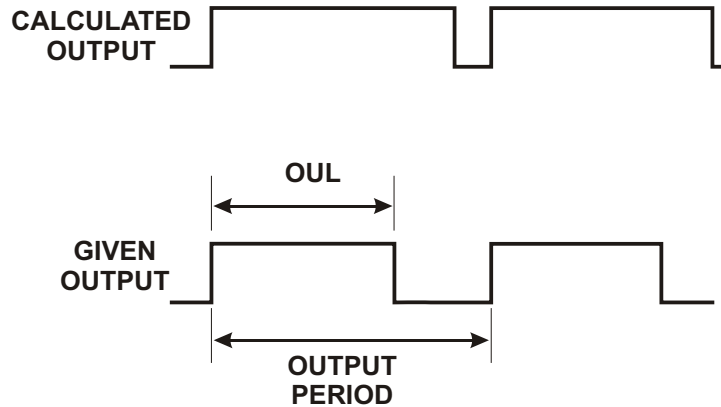 CALCULATED
OUTPUT
OUL
GIVEN
OUTPUT
OUTPUT
PERIOD